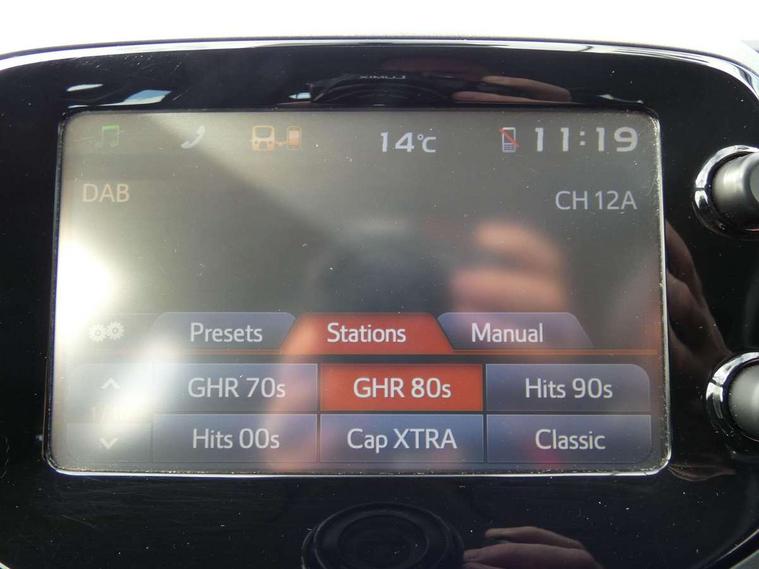 LUMIX
14°C 11:19
DAB CH 12A
Presets Stations Manual
GHR 70s GHR 80s Hits 90s
Hits 00s Cap XTRA Classic